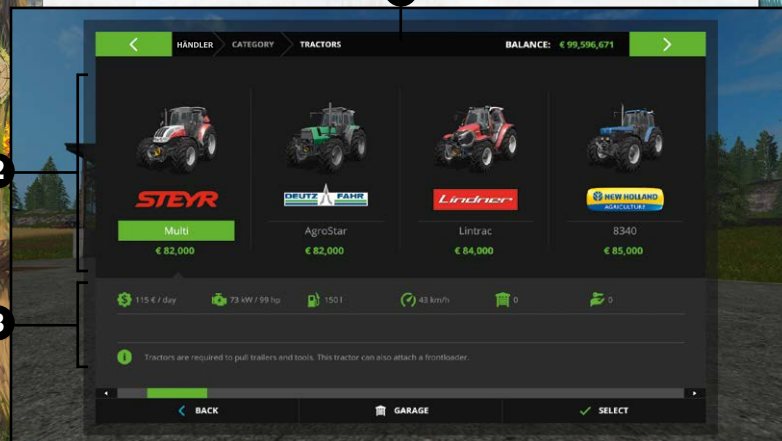 HÄNDLER CATEGORY TRACTORS BALANCE: € 99,596,671
2
STEYR DEUTZ FAHR Lindner NEW HOLLAND
AGRICULTURE
Multi AgroStar Lintrac 8340
€ 82,000 € 82,000 € 84,000 € 85,000
115 € / day 73 kW / 99 hp 150 l 43 km/h 0 0
3
Tractors are required to pull trailers and tools. This tractor can also attach a frontloader.
BACK GARAGE SELECT